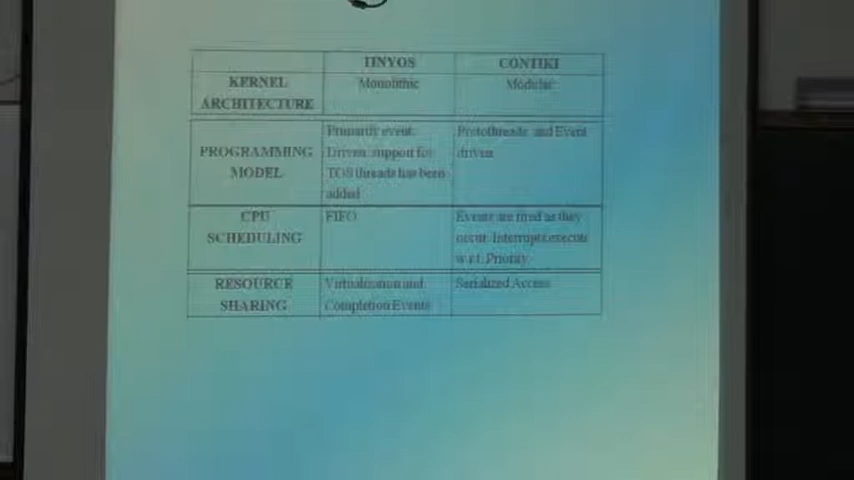 TINYOS CONTIKI
KERNEL Monolithic Modular
ARCHITECTURE
Primarily event Protothreads and Event
PROGRAMMING Driven, support for driven
MODEL TOS threads has been
added
CPU FIFO Events are fired as they
SCHEDULING occur. Interrupts execute
w.r.t. Priority
RESOURCE Virtualization and Serialized Access
SHARING Completion Events